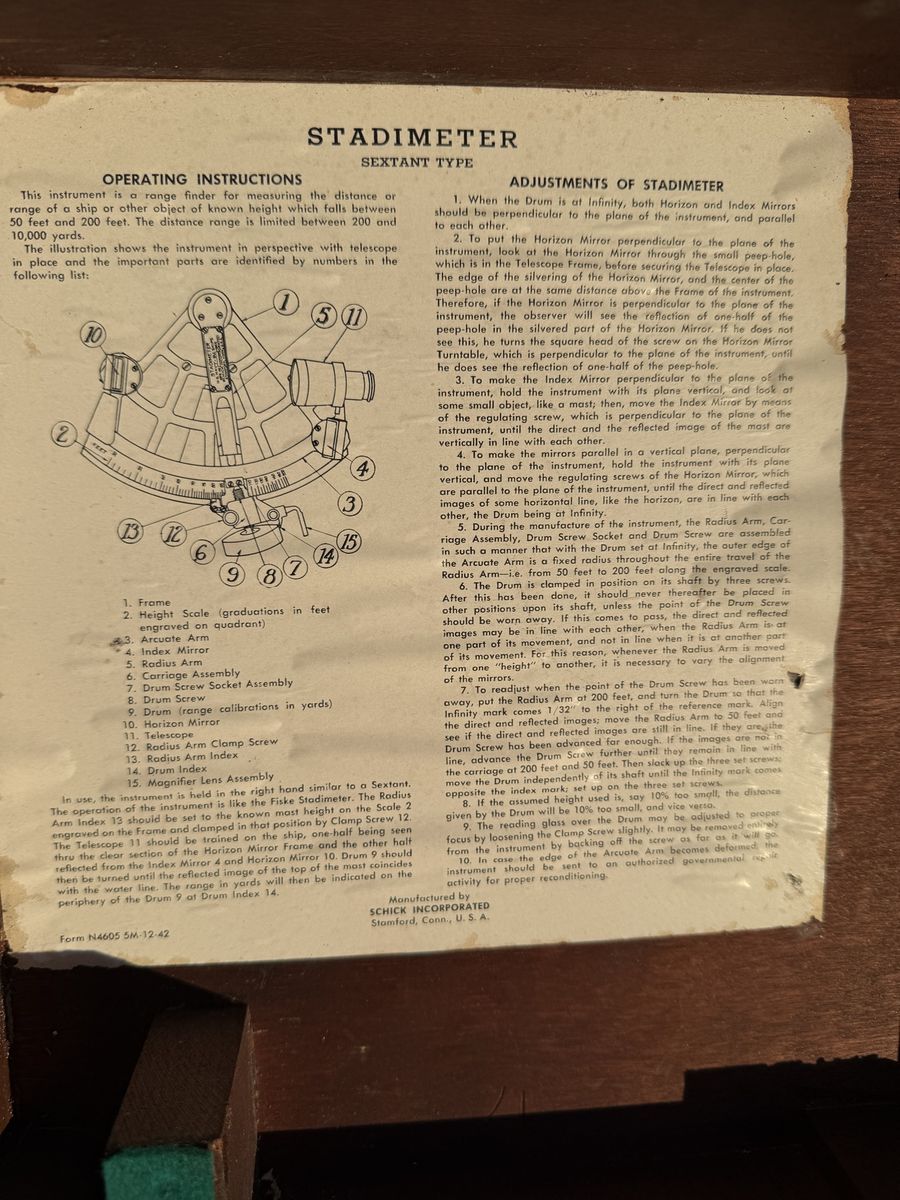 STADIMETER
SEXTANT TYPE
OPERATING INSTRUCTIONS
This instrument is a range finder for measuring the distance or
range of a ship or other object of known height which falls between
50 feet and 200 feet. The distance range is limited between 200 and
10,000 yards.
The illustration shows the instrument in perspective with telescope
in place and the important parts are identified by numbers in the
following list:
1
5
11
10
2
4
3
13
12
6
9
8
7
14
15
1. Frame
2. Height Scale (graduations in feet
engraved on quadrant)
3. Arcuate Arm
4. Index Mirror
5. Radius Arm
6. Carriage Assembly
7. Drum Screw Socket Assembly
8. Drum Screw
9. Drum (range calibrations in yards)
10. Horizon Mirror
11. Telescope
12. Radius Arm Clamp Screw
13. Radius Arm Index
14. Drum Index
15. Magnifier Lens Assembly
In use, the instrument is held in the right hand similar to a Sextant.
The operation of the instrument is like the Fiske Stadimeter. The Radius
Arm Index 13 should be set to the known mast height on the Scale 2
engraved on the Frame and clamped in that position by Clamp Screw 12.
The Telescope 11 should be trained on the ship, one-half being seen
thru the clear section of the Horizon Mirror Frame and the other half
reflected from the Index Mirror 4 and Horizon Mirror 10. Drum 9 should
then be turned until the reflected image of the top of the mast coincides
with the water line. The range in yards will then be indicated on the
periphery of the Drum 9 at Drum Index 14.
Form N4605 5M-12-42
ADJUSTMENTS OF STADIMETER
1. When the Drum is at Infinity, both Horizon and Index Mirrors
should be perpendicular to the plane of the instrument, and parallel
to each other.
2. To put the Horizon Mirror perpendicular to the plane of the
instrument, look at the Horizon Mirror through the small peep-hole,
which is in the Telescope Frame, before securing the Telescope in place.
The edge of the silvering of the Horizon Mirror, and the center of the
peep-hole are at the same distance above the Frame of the instrument.
Therefore, if the Horizon Mirror is perpendicular to the plane of the
instrument, the observer will see the reflection of one-half of the
peep-hole in the silvered part of the Horizon Mirror. If he does not
see this, he turns the square head of the screw on the Horizon Mirror
Turntable, which is perpendicular to the plane of the instrument, until
he does see the reflection of one-half of the peep-hole.
3. To make the Index Mirror perpendicular to the plane of the
instrument, hold the instrument with its plane vertical, and look at
some small object, like a mast; then, move the Index Mirror by means
of the regulating screw, which is perpendicular to the plane of the
instrument, until the direct and the reflected image of the mast are
vertically in line with each other.
4. To make the mirrors parallel in a vertical plane, perpendicular
to the plane of the instrument, hold the instrument with its plane
vertical, and move the regulating screws of the Horizon Mirror, which
are parallel to the plane of the instrument, until the direct and reflected
images of some horizontal line, like the horizon, are in line with each
other, the Drum being at Infinity.
5. During the manufacture of the instrument, the Radius Arm, Car-
riage Assembly, Drum Screw Socket and Drum Screw are assembled
in such a manner that with the Drum set at Infinity, the outer edge of
the Arcuate Arm is a fixed radius throughout the entire travel of the
Radius Arm—i.e. from 50 feet to 200 feet along the engraved scale.
6. The Drum is clamped in position on its shaft by three screws.
After this has been done, it should never thereafter be placed in
other positions upon its shaft, unless the point of the Drum Screw
should be worn away. If this comes to pass, the direct and reflected
images may be in line with each other, when the Radius Arm is at
one part of its movement, and not in line when it is at another part
of its movement. For this reason, whenever the Radius Arm is moved
from one "height" to another, it is necessary to vary the alignment
of the mirrors.
7. To readjust when the point of the Drum Screw has been worn
away, put the Radius Arm at 200 feet, and turn the Drum so that the
Infinity mark comes 1/32" to the right of the reference mark. Align
the direct and reflected images; move the Radius Arm to 50 feet and
see if the direct and reflected images are still in line. If they are, the
Drum Screw has been advanced far enough. If the images are not in
line, advance the Drum Screw further until they remain in line with
the carriage at 200 feet and 50 feet. Then slack up the three set screws;
move the Drum independently of its shaft until the Infinity mark comes
opposite the index mark; set up on the three set screws.
8. If the assumed height used is, say 10% too small, the distance
given by the Drum will be 10% too small, and vice versa.
9. The reading glass over the Drum may be adjusted to proper
focus by loosening the Clamp Screw slightly. It may be removed entirely
from the instrument by backing off the screw as far as it will go.
10. In case the edge of the Arcuate Arm becomes deformed, the
instrument should be sent to an authorized governmental repair
activity for proper reconditioning.
Manufactured by
SCHICK INCORPORATED
Stamford, Conn., U. S. A.